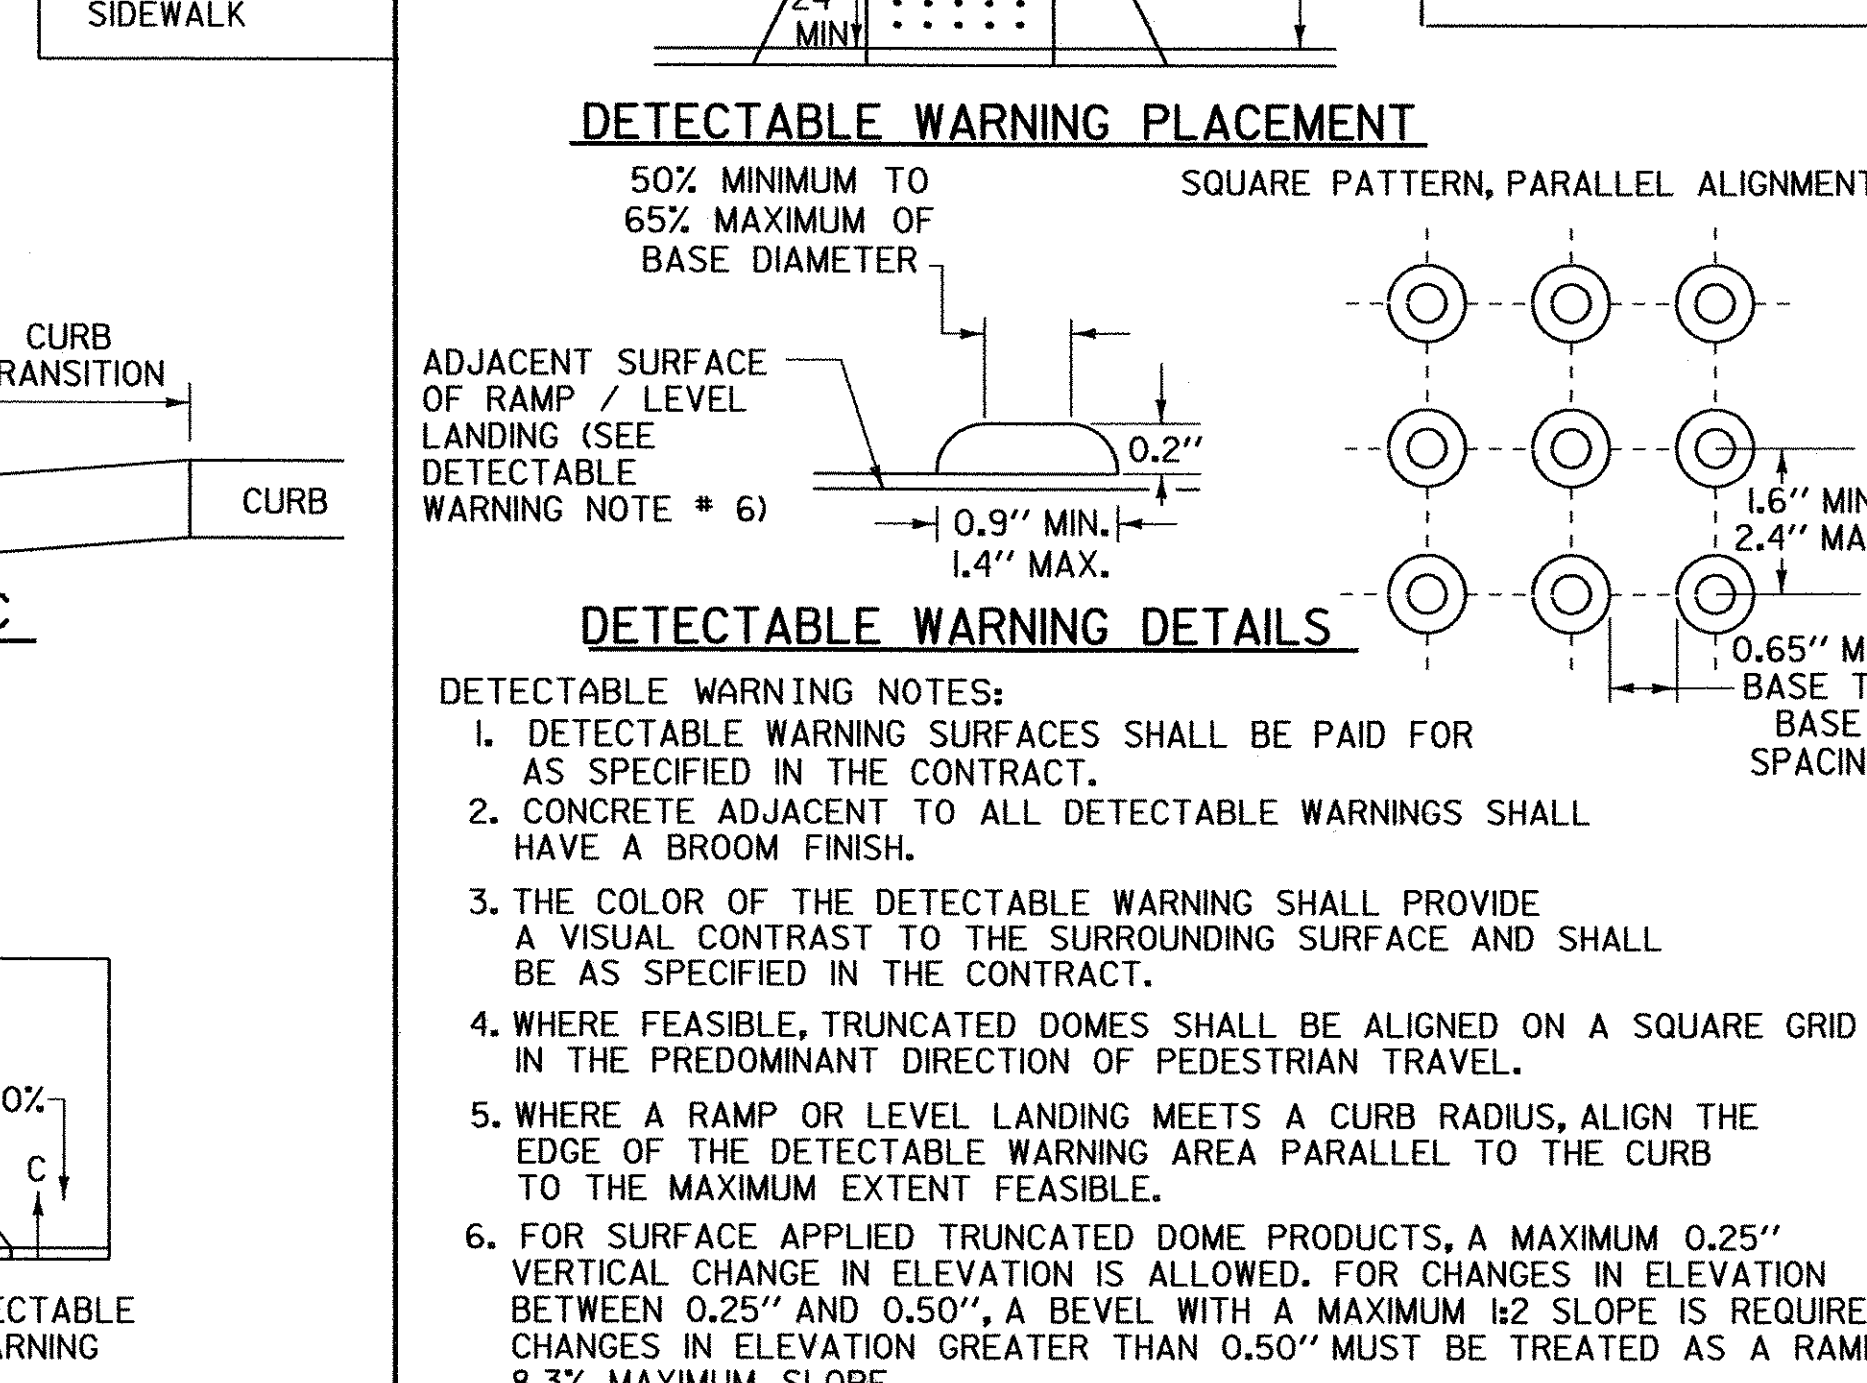 SIDEWALK
24"
MIN
DETECTABLE WARNING PLACEMENT
50% MINIMUM TO
65% MAXIMUM OF
BASE DIAMETER
SQUARE PATTERN, PARALLEL ALIGNMENT
CURB
RANSITION
CURB
C
ADJACENT SURFACE
OF RAMP / LEVEL
LANDING (SEE
DETECTABLE
WARNING NOTE # 6)
0.2"
0.9" MIN.
1.4" MAX.
1.6" MIN
2.4" MA
0.65" M
BASE T
BASE
SPACIN
DETECTABLE WARNING DETAILS
DETECTABLE WARNING NOTES:
1. DETECTABLE WARNING SURFACES SHALL BE PAID FOR
AS SPECIFIED IN THE CONTRACT.
2. CONCRETE ADJACENT TO ALL DETECTABLE WARNINGS SHALL
HAVE A BROOM FINISH.
3. THE COLOR OF THE DETECTABLE WARNING SHALL PROVIDE
A VISUAL CONTRAST TO THE SURROUNDING SURFACE AND SHALL
BE AS SPECIFIED IN THE CONTRACT.
4. WHERE FEASIBLE, TRUNCATED DOMES SHALL BE ALIGNED ON A SQUARE GRID
IN THE PREDOMINANT DIRECTION OF PEDESTRIAN TRAVEL.
5. WHERE A RAMP OR LEVEL LANDING MEETS A CURB RADIUS, ALIGN THE
EDGE OF THE DETECTABLE WARNING AREA PARALLEL TO THE CURB
TO THE MAXIMUM EXTENT FEASIBLE.
6. FOR SURFACE APPLIED TRUNCATED DOME PRODUCTS, A MAXIMUM 0.25"
VERTICAL CHANGE IN ELEVATION IS ALLOWED. FOR CHANGES IN ELEVATION
BETWEEN 0.25" AND 0.50", A BEVEL WITH A MAXIMUM 1:2 SLOPE IS REQUIRE
CHANGES IN ELEVATION GREATER THAN 0.50" MUST BE TREATED AS A RAM
8.3% MAXIMUM SLOPE
0%
C
ECTABLE
ARNING